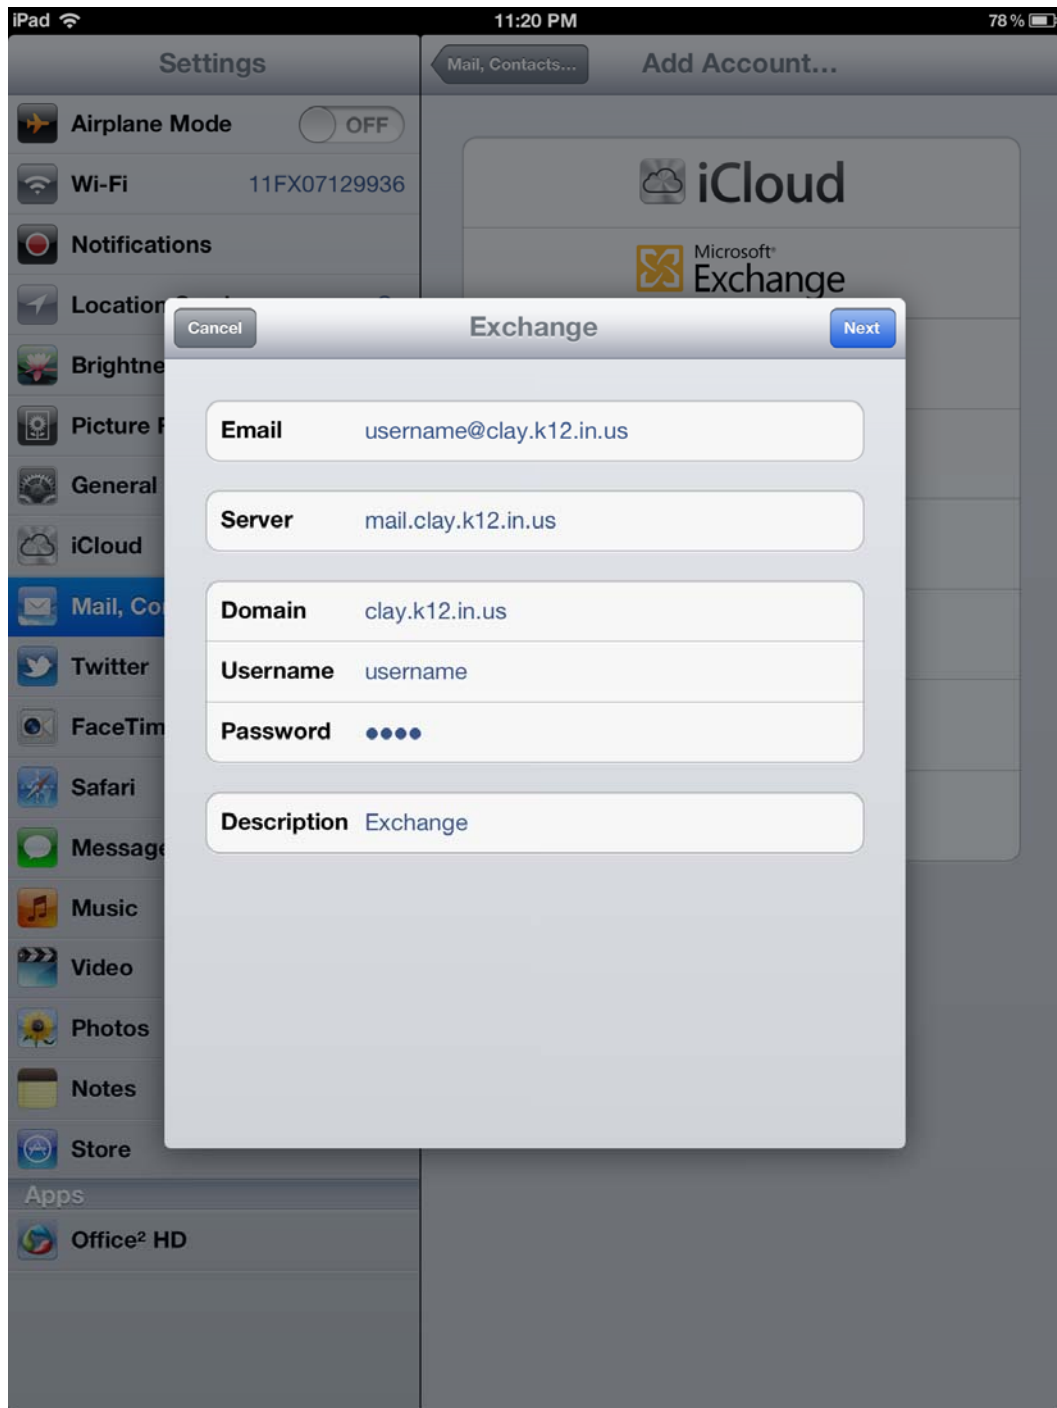 iPad 11:20 PM 78%
Settings Mail, Contacts... Add Account...
Airplane Mode OFF
Wi-Fi 11FX07129936
Notifications
Location
Brightne
Picture
General
iCloud
Mail, Co
Twitter
FaceTim
Safari
Message
Music
Video
Photos
Notes
Store
Apps
Office² HD
iCloud
Microsoft®
Exchange
Cancel Exchange Next
Email username@clay.k12.in.us
Server mail.clay.k12.in.us
Domain clay.k12.in.us
Username username
Password ••••
Description Exchange